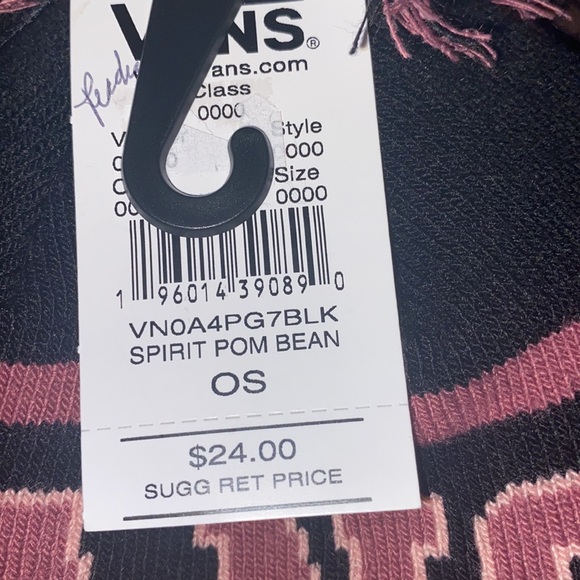 VANS®
ans.com
Class
0000
Style
000
Size
0000
1 96014 39089 0
VN0A4PG7BLK
SPIRIT POM BEAN
OS
$24.00
SUGG RET PRICE